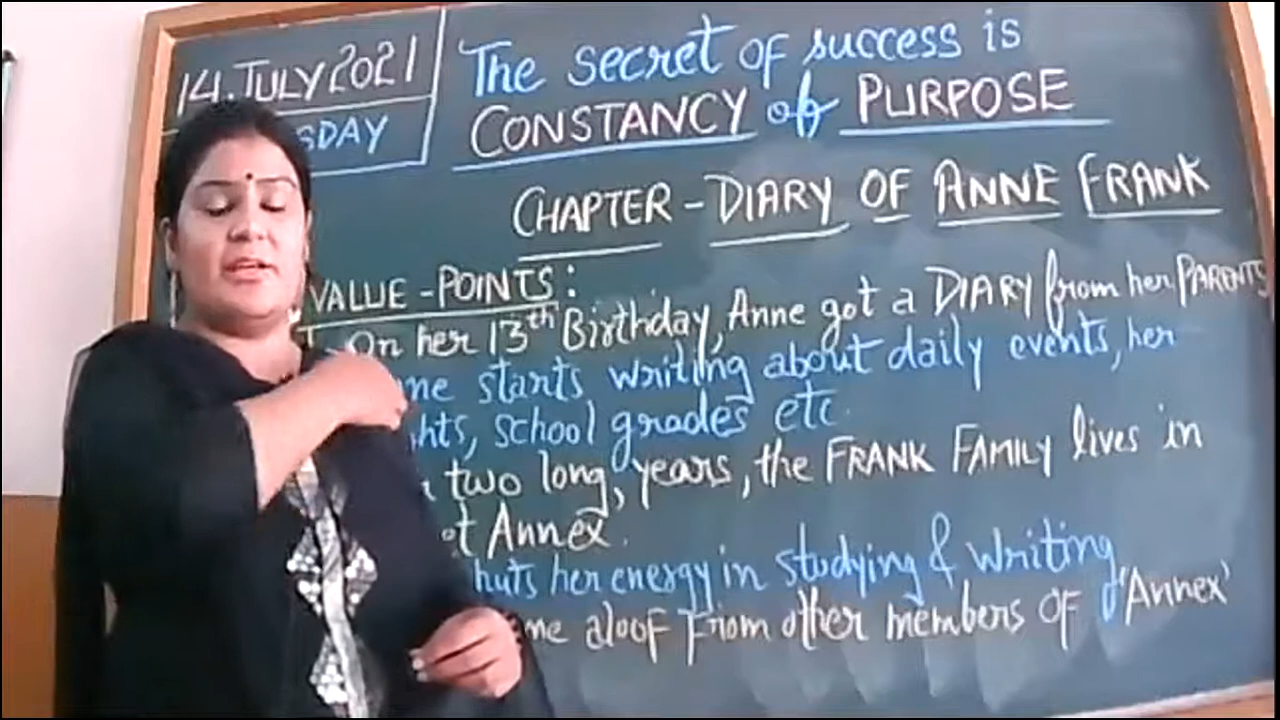 14. JULY 2021
SDAY
The secret of success is
CONSTANCY of PURPOSE
CHAPTER - DIARY OF ANNE FRANK
VALUE - POINTS :
On her 13th Birthday, Anne got a DIARY from her PARENTS
ne starts writing about daily events, her
hts, school grades etc.
two long, years, the FRANK FAMILY lives in
et Annex.
her energy in studying & writing
me aloof from other members of 'Annex'